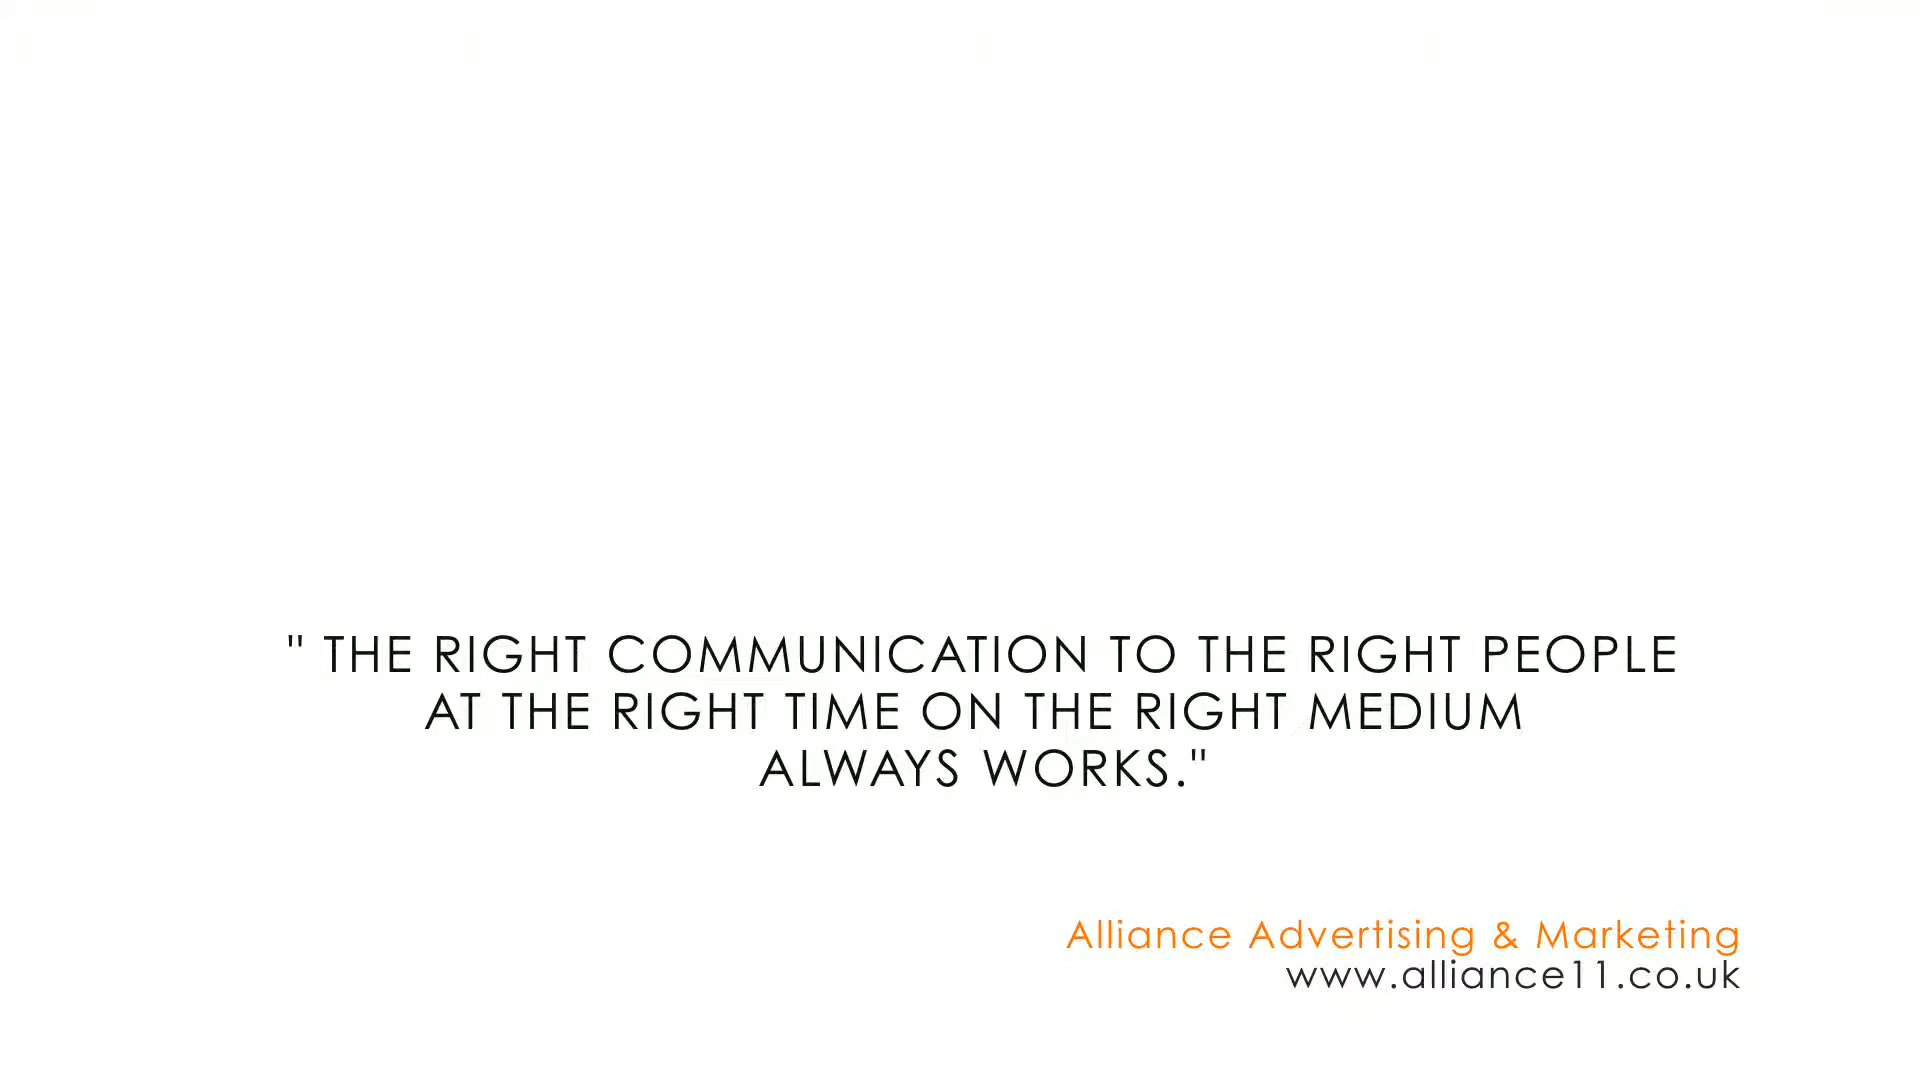 " THE RIGHT COMMUNICATION TO THE RIGHT PEOPLE
AT THE RIGHT TIME ON THE RIGHT MEDIUM
ALWAYS WORKS."
Alliance Advertising & Marketing
www.alliance11.co.uk